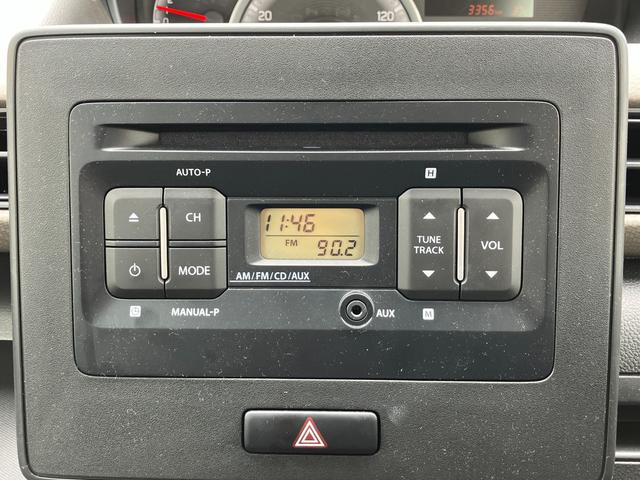 120
120
3356
AUTO-P
H
CH
11:46
FM 90.2
TUNE
TRACK
VOL
MODE
AM/FM/CD/AUX
MANUAL-P
AUX
M